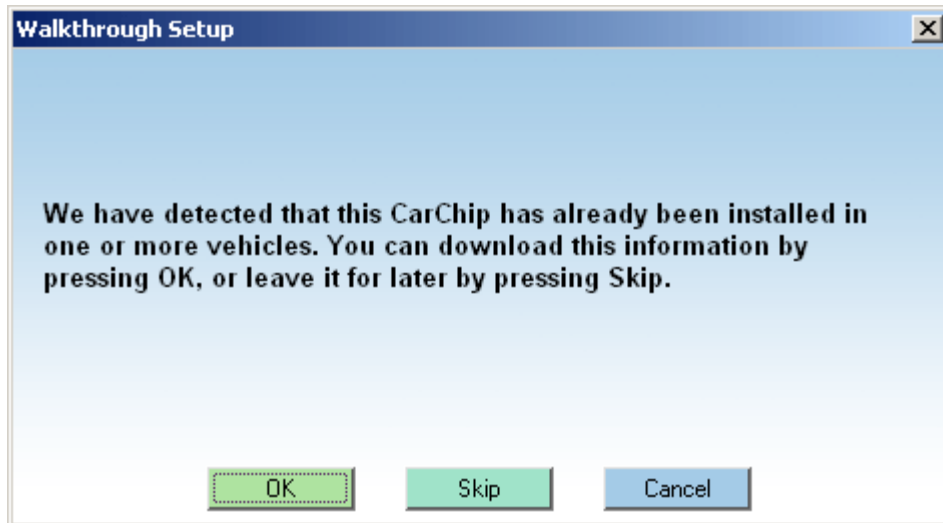 Walkthrough Setup
We have detected that this CarChip has already been installed in
one or more vehicles. You can download this information by
pressing OK, or leave it for later by pressing Skip.
OK Skip Cancel